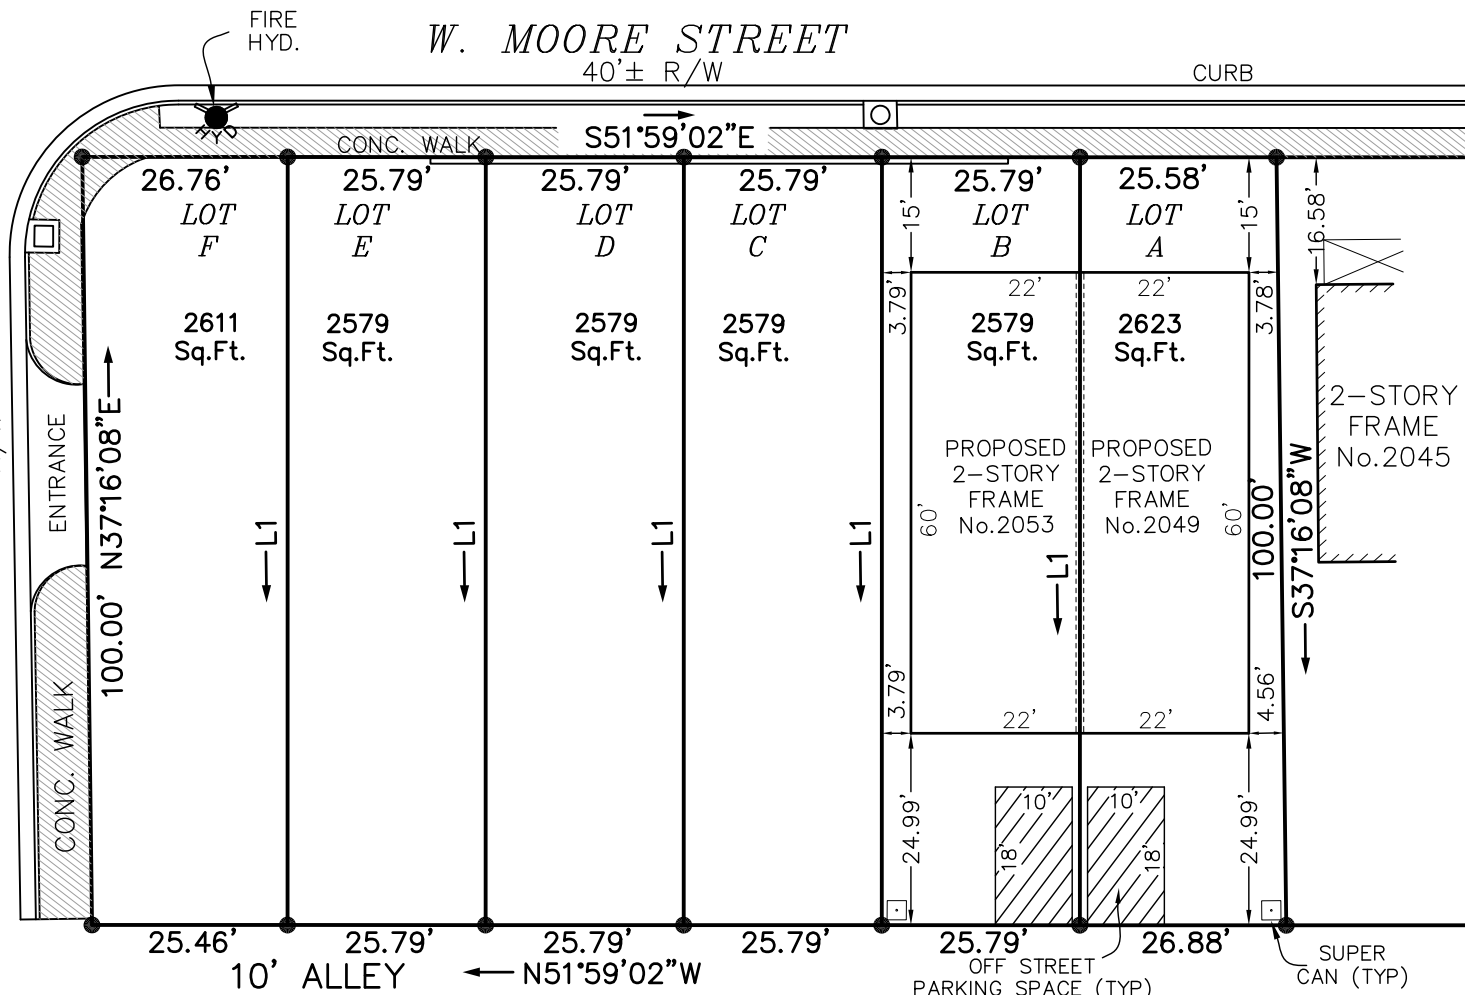 FIRE
HYD.
W. MOORE STREET
40'± R/W
CURB
HYD
CONC. WALK
S51°59'02"E
26.76'
25.79'
25.79'
25.79'
25.79'
25.58'
LOT
F
LOT
E
LOT
D
LOT
C
LOT
B
LOT
A
15'
15'
16.58'
22'
22'
3.79'
3.78'
2611
Sq.Ft.
2579
Sq.Ft.
2579
Sq.Ft.
2579
Sq.Ft.
2579
Sq.Ft.
2623
Sq.Ft.
2-STORY
FRAME
No.2045
ENTRANCE
100.00' N37°16'08"E
L1
L1
L1
L1
L1
PROPOSED
2-STORY
FRAME
No.2053
PROPOSED
2-STORY
FRAME
No.2049
60'
60'
100.00'
S37°16'08"W
CONC. WALK
3.79'
4.56'
22'
22'
24.99'
24.99'
10'
10'
18'
18'
25.46'
25.79'
25.79'
25.79'
25.79'
26.88'
10' ALLEY
N51°59'02"W
OFF STREET
PARKING SPACE (TYP)
SUPER
CAN (TYP)